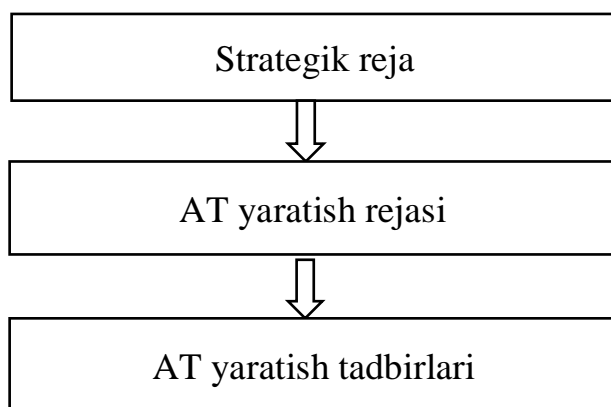 Strategik reja
AT yaratish rejasi
AT yaratish tadbirlari